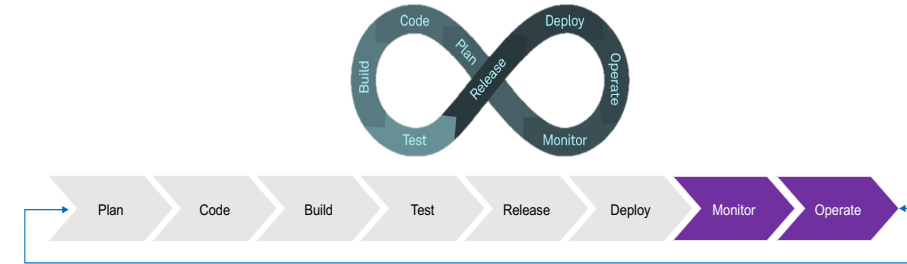 Code
Deploy
Plan
Release
Build
Operate
Test
Monitor
Plan
Code
Build
Test
Release
Deploy
Monitor
Operate